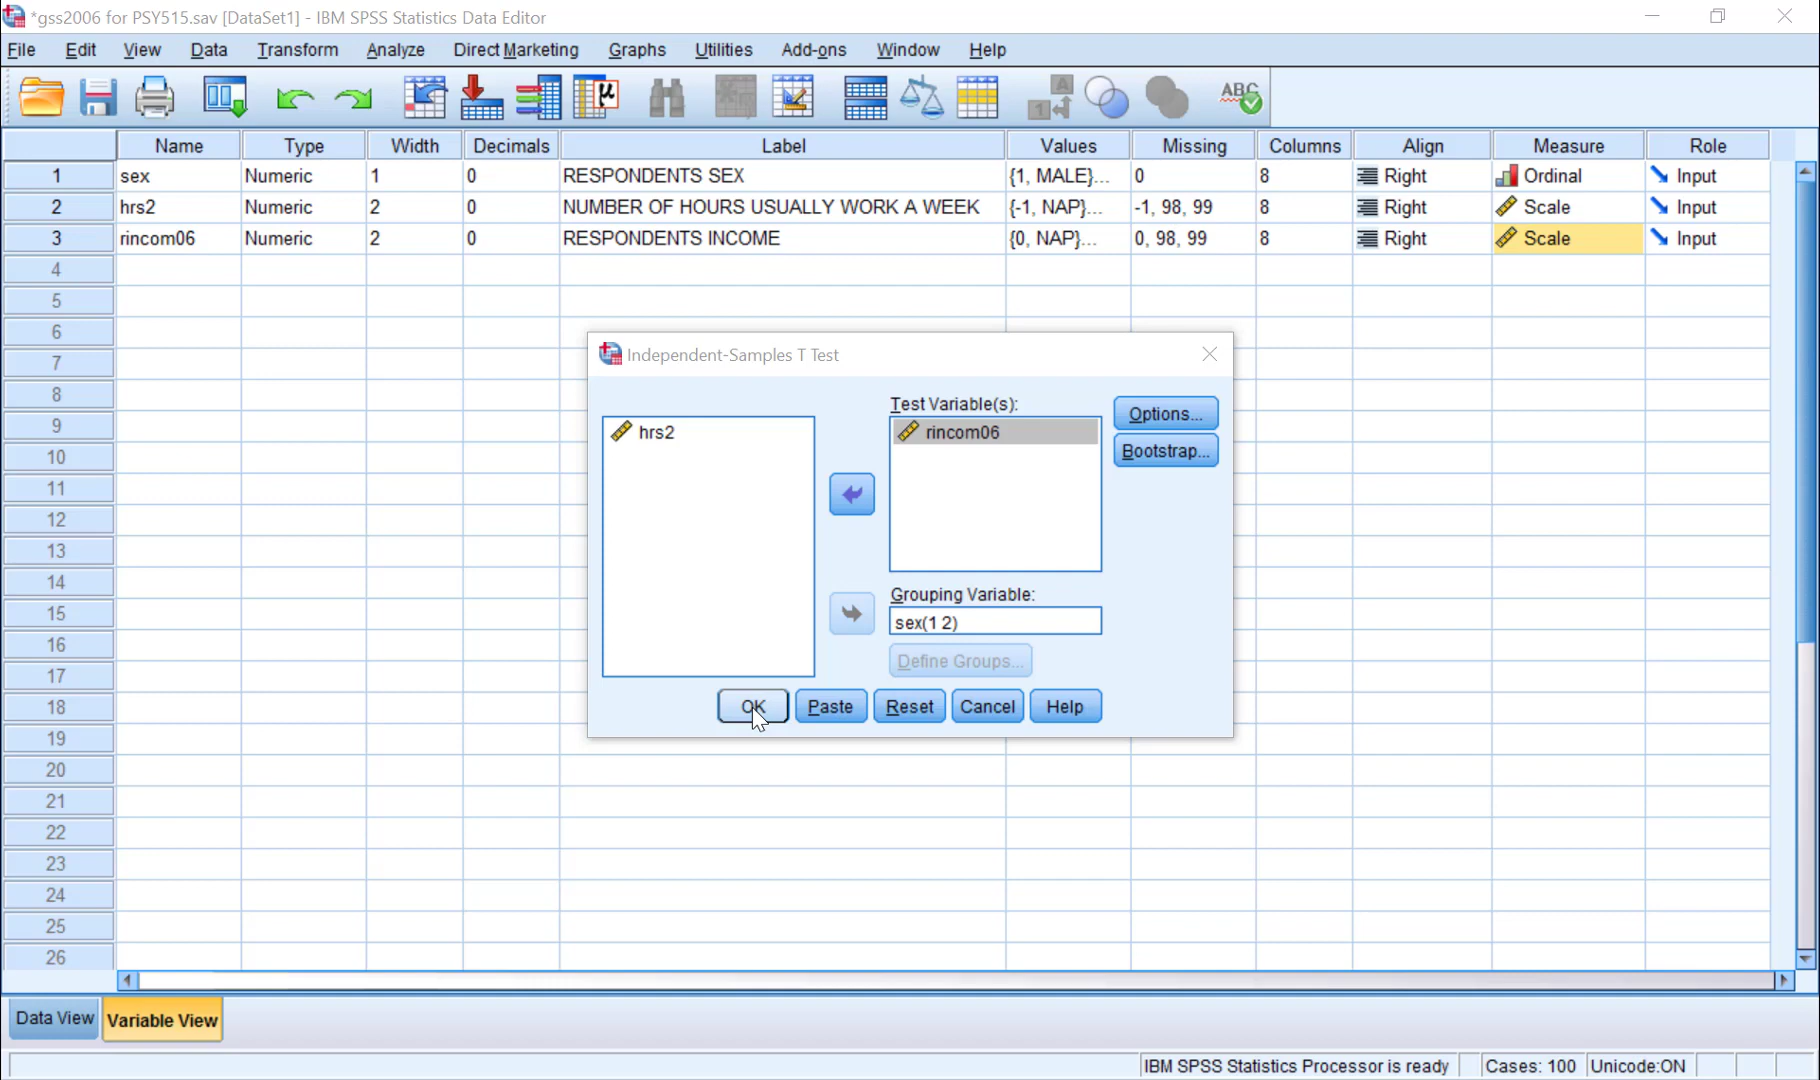 *gss2006 for PSY515.sav [DataSet1] - IBM SPSS Statistics Data Editor
File Edit View Data Transform Analyze Direct Marketing Graphs Utilities Add-ons Window Help
Name Type Width Decimals Label Values Missing Columns Align Measure Role
1 sex Numeric 1 0 RESPONDENTS SEX {1, MALE}... 0 8 Right Ordinal Input
2 hrs2 Numeric 2 0 NUMBER OF HOURS USUALLY WORK A WEEK {-1, NAP}... -1, 98, 99 8 Right Scale Input
3 rincom06 Numeric 2 0 RESPONDENTS INCOME {0, NAP}... 0, 98, 99 8 Right Scale Input
4
5
6
7
8
9
10
11
12
13
14
15
16
17
18
19
20
21
22
23
24
25
26
Independent-Samples T Test
Test Variable(s):
hrs2
rincom06
Options...
Bootstrap...
Grouping Variable:
sex(1 2)
Define Groups...
OK Paste Reset Cancel Help
Data View Variable View
IBM SPSS Statistics Processor is ready Cases: 100 Unicode:ON